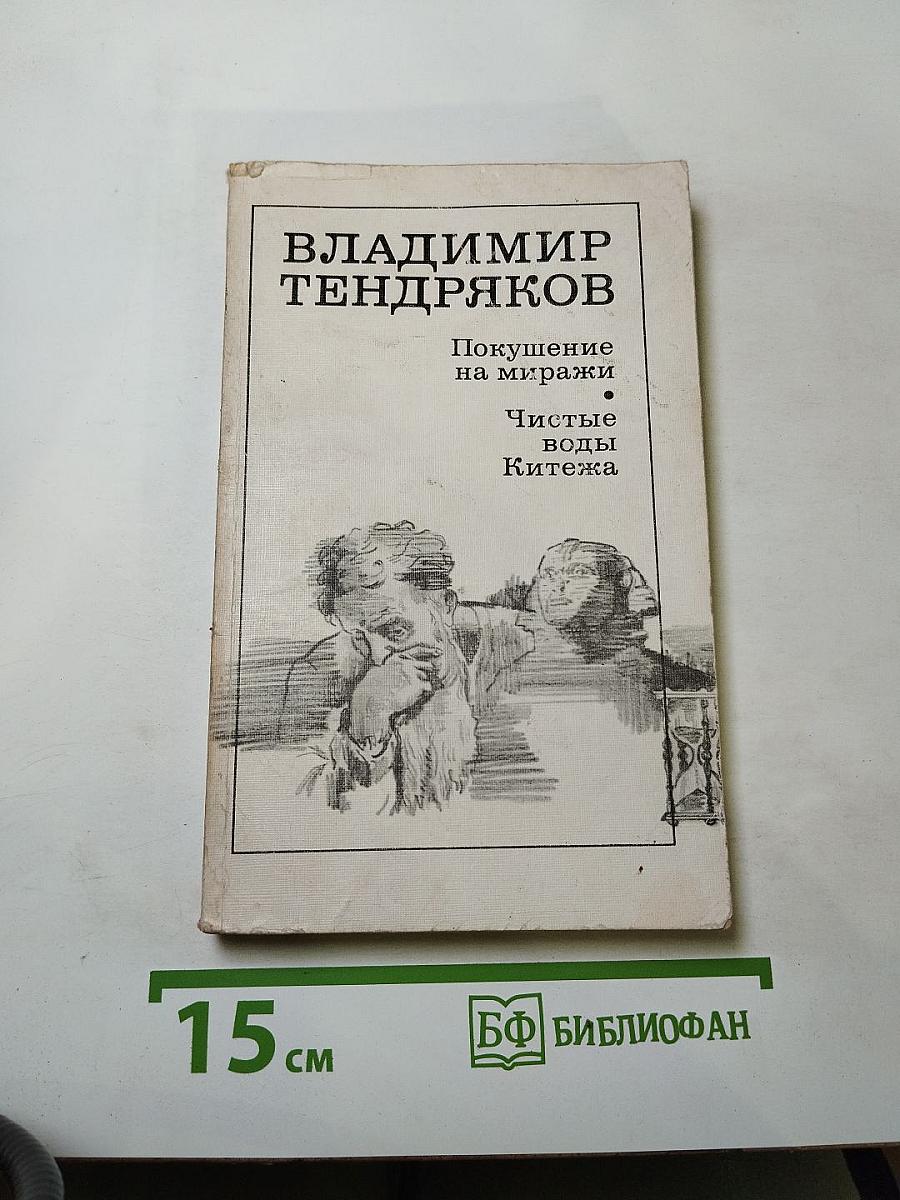 ВЛАДИМИР
ТЕНДРЯКОВ
Покушение
на миражи
•
Чистые
воды
Китежа
15 см
БФ БИБЛИОФАН